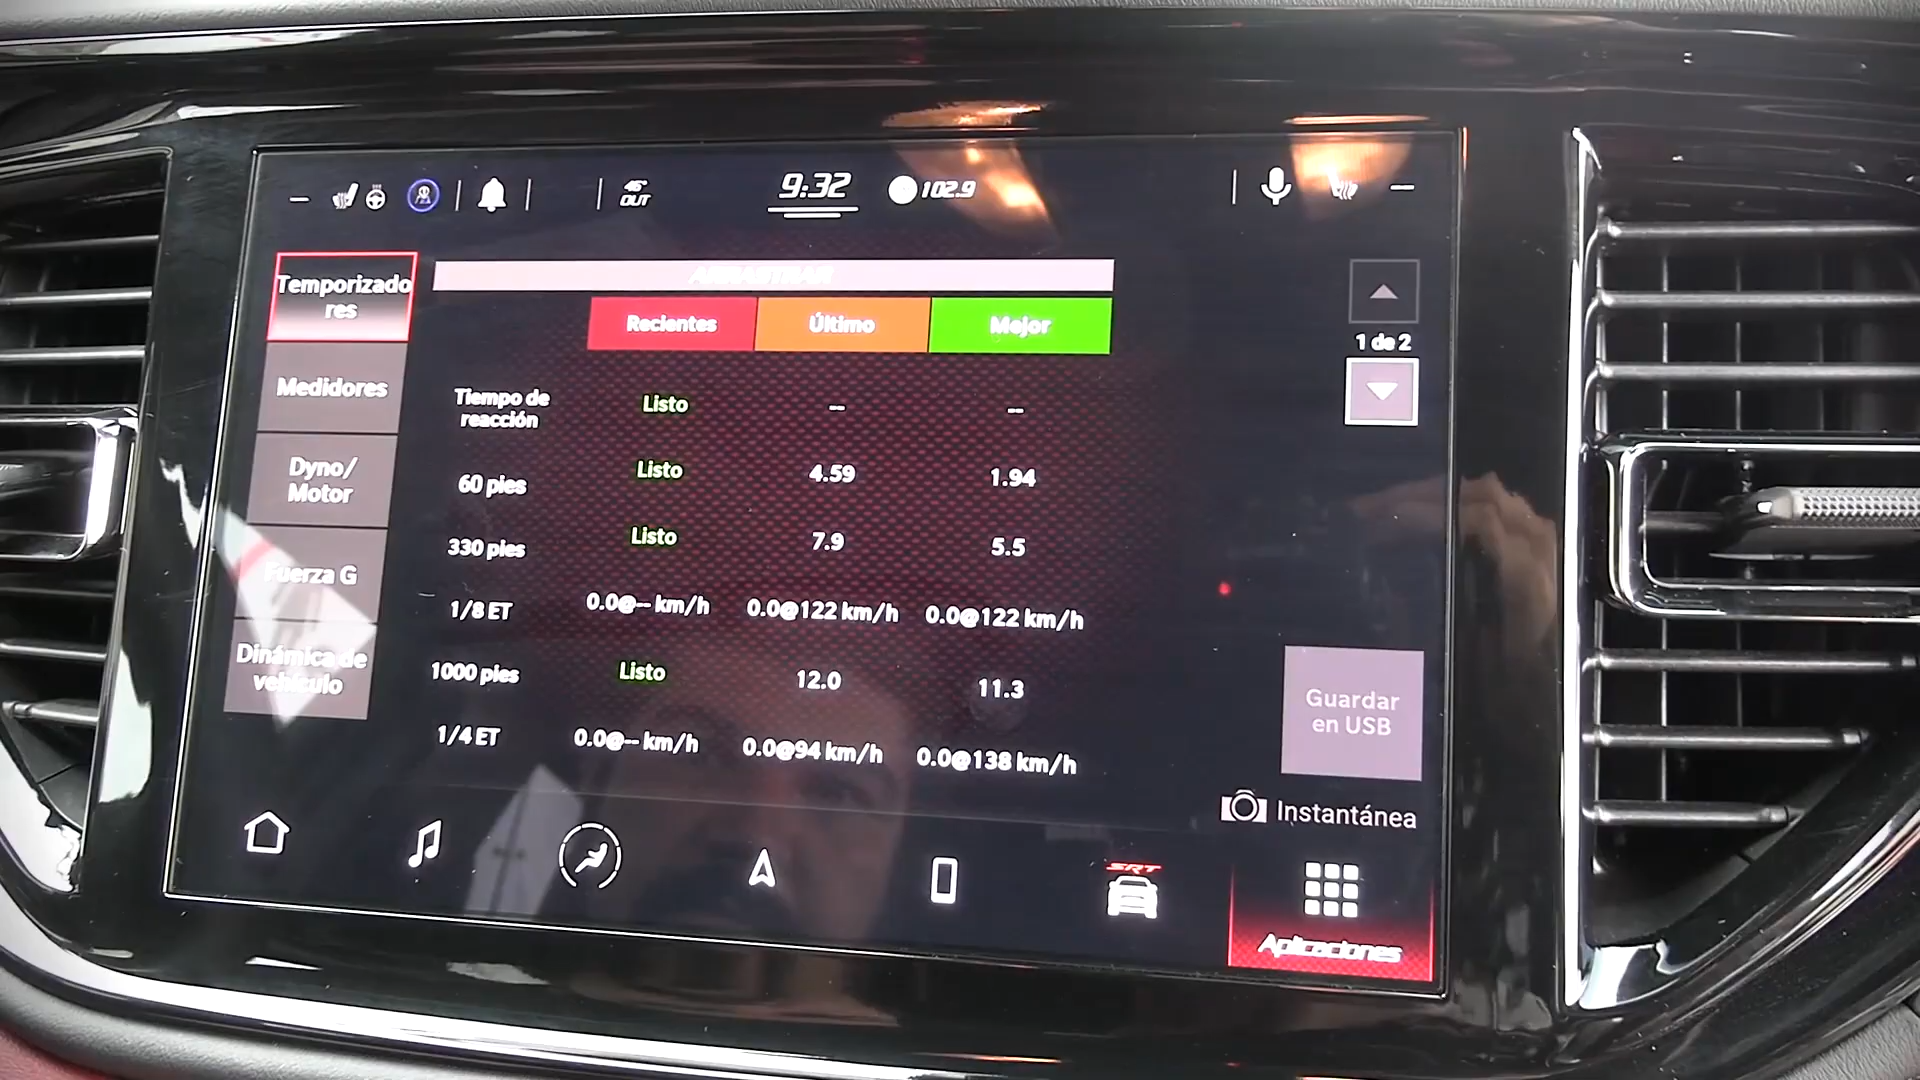 46° OUT 9:32 102.9
ARRASTRAR
Temporizado
res
Recientes Último Mejor
1 de 2
Medidores
Tiempo de
reacción
Listo -- --
Dyno/
Motor
60 pies Listo 4.59 1.94
330 pies Listo 7.9 5.5
Fuerza G
1/8 ET 0.0@-- km/h 0.0@122 km/h 0.0@122 km/h
Dinámica de
vehículo
1000 pies Listo 12.0 11.3
1/4 ET 0.0@-- km/h 0.0@94 km/h 0.0@138 km/h
Guardar
en USB
Instantánea
SRT
Aplicaciones